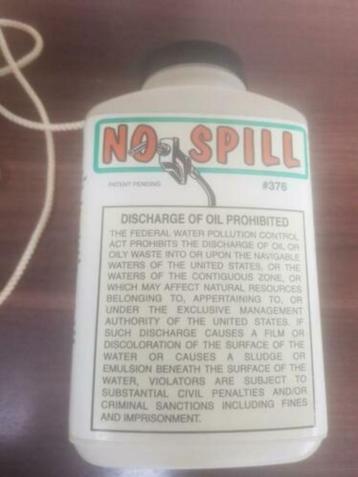 NO SPILL
PATENT PENDING #376
DISCHARGE OF OIL PROHIBITED
THE FEDERAL WATER POLLUTION CONTROL
ACT PROHIBITS THE DISCHARGE OF OIL OR
OILY WASTE INTO OR UPON THE NAVIGABLE
WATERS OF THE UNITED STATES, OR THE
WATERS OF THE CONTIGUOUS ZONE, OR
WHICH MAY AFFECT NATURAL RESOURCES
BELONGING TO, APPERTAINING TO, OR
UNDER THE EXCLUSIVE MANAGEMENT
AUTHORITY OF THE UNITED STATES. IF
SUCH DISCHARGE CAUSES A FILM OR
DISCOLORATION OF THE SURFACE OF THE
WATER OR CAUSES A SLUDGE OR
EMULSION BENEATH THE SURFACE OF THE
WATER, VIOLATORS ARE SUBJECT TO
SUBSTANTIAL CIVIL PENALTIES AND/OR
CRIMINAL SANCTIONS INCLUDING FINES
AND IMPRISONMENT.